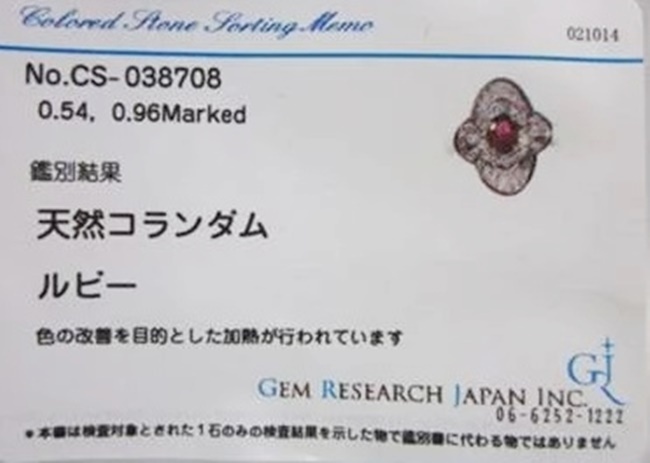 Colored Stone Sorting Memo
021014
No.CS-038708
0.54, 0.96Marked
鑑別結果
天然コランダム
ルビー
色の改善を目的とした加熱が行われています
GJR
GEM RESEARCH JAPAN INC.
06-6252-1222
*本書は検査対象とされた1石のみの検査結果を示した物で鑑別書に代わる物ではありません